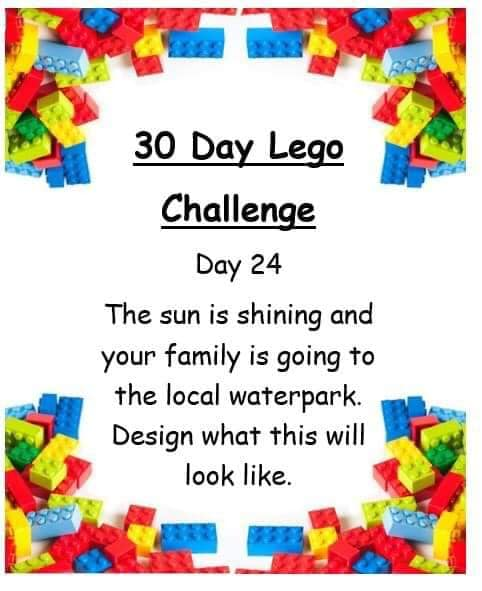 30 Day Lego
Challenge
Day 24
The sun is shining and
your family is going to
the local waterpark.
Design what this will
look like.